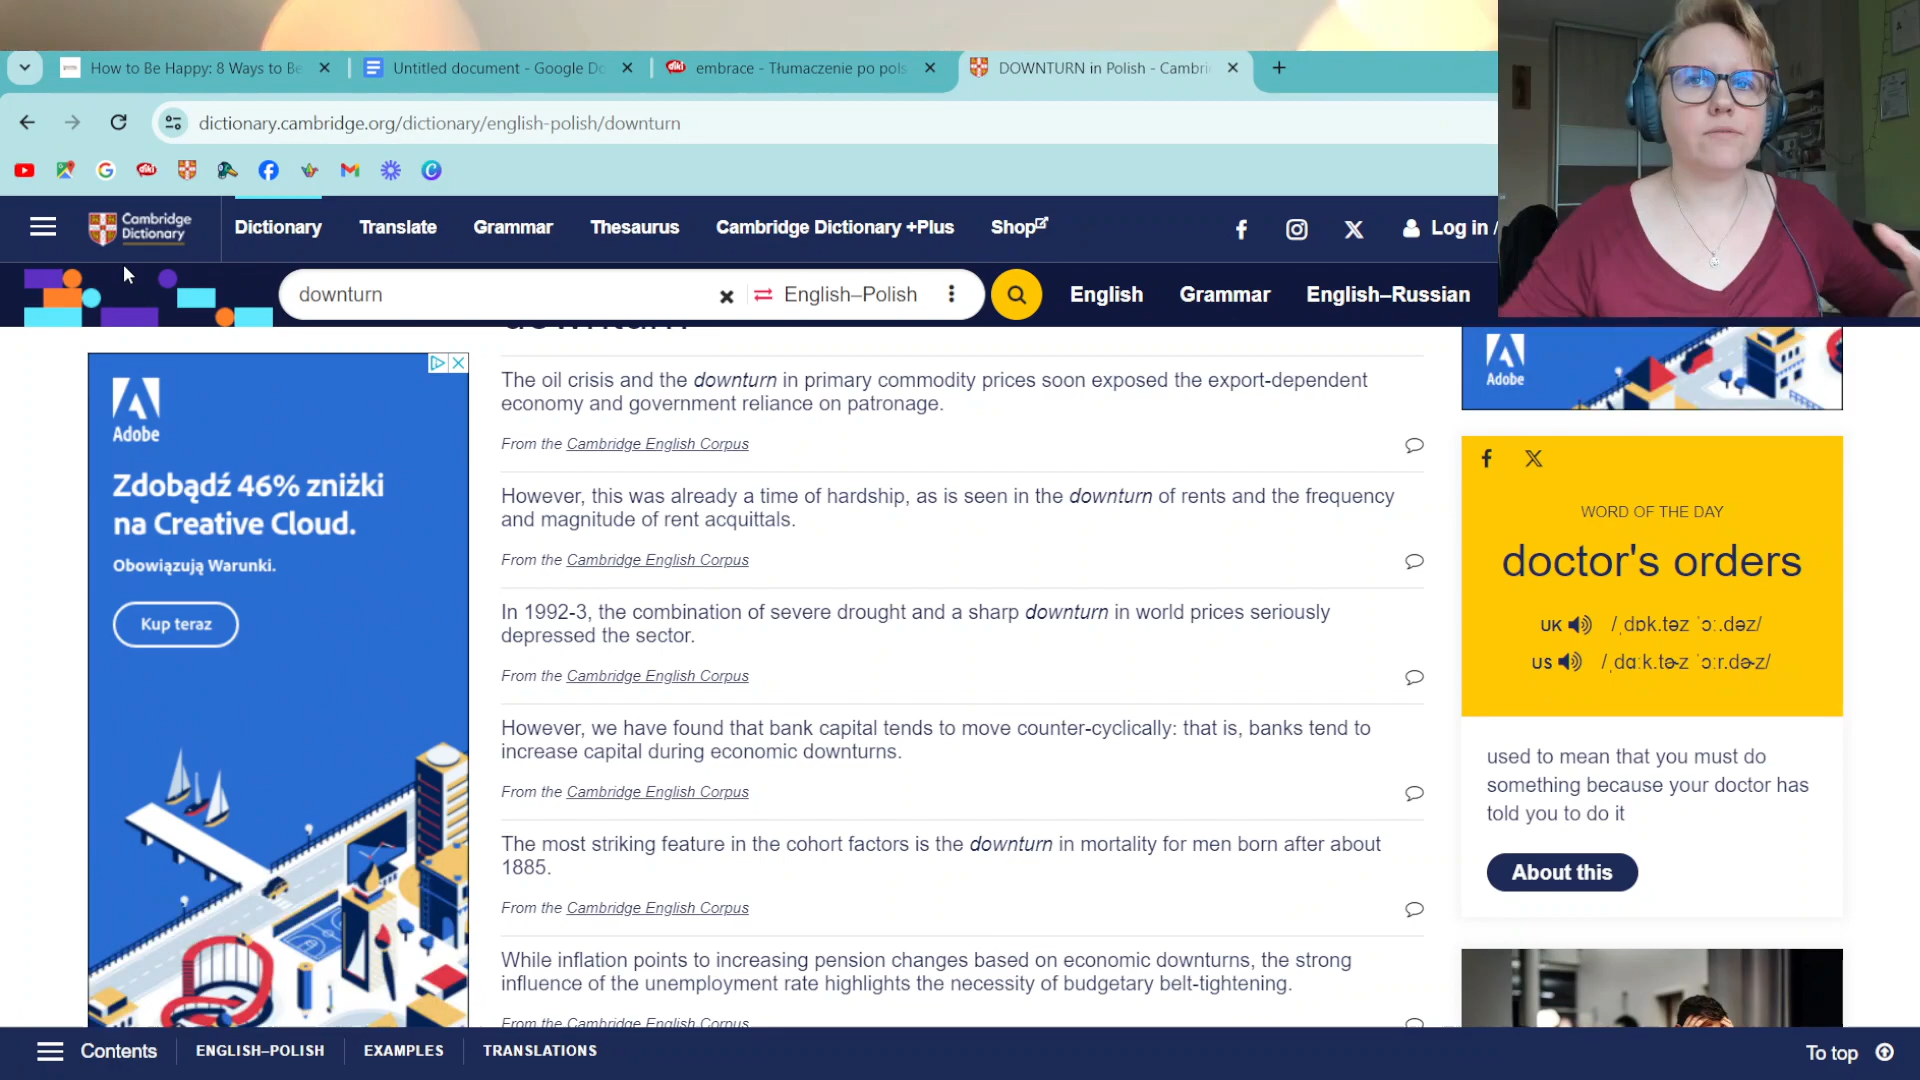 How to Be Happy: 8 Ways to Be
Untitled document - Google Do
diki
embrace - Tłumaczenie po pols
DOWNTURN in Polish - Cambri
dictionary.cambridge.org/dictionary/english-polish/downturn
Cambridge
Dictionary
Dictionary
Translate
Grammar
Thesaurus
Cambridge Dictionary +Plus
Shop
Log in /
downturn
English–Polish
English
Grammar
English–Russian
downturn
The oil crisis and the downturn in primary commodity prices soon exposed the export-dependent
economy and government reliance on patronage.
From the Cambridge English Corpus
However, this was already a time of hardship, as is seen in the downturn of rents and the frequency
and magnitude of rent acquittals.
From the Cambridge English Corpus
In 1992-3, the combination of severe drought and a sharp downturn in world prices seriously
depressed the sector.
From the Cambridge English Corpus
However, we have found that bank capital tends to move counter-cyclically: that is, banks tend to
increase capital during economic downturns.
From the Cambridge English Corpus
The most striking feature in the cohort factors is the downturn in mortality for men born after about
1885.
From the Cambridge English Corpus
While inflation points to increasing pension changes based on economic downturns, the strong
influence of the unemployment rate highlights the necessity of budgetary belt-tightening.
From the Cambridge English Corpus
Adobe
Zdobądź 46% zniżki
na Creative Cloud.
Obowiązują Warunki.
Kup teraz
Adobe
WORD OF THE DAY
doctor's orders
UK /ˌdɒk.təz ˈɔː.dəz/
US /ˌdɑːk.tɚz ˈɔːr.dɚz/
used to mean that you must do
something because your doctor has
told you to do it
About this
Contents
ENGLISH–POLISH
EXAMPLES
TRANSLATIONS
To top